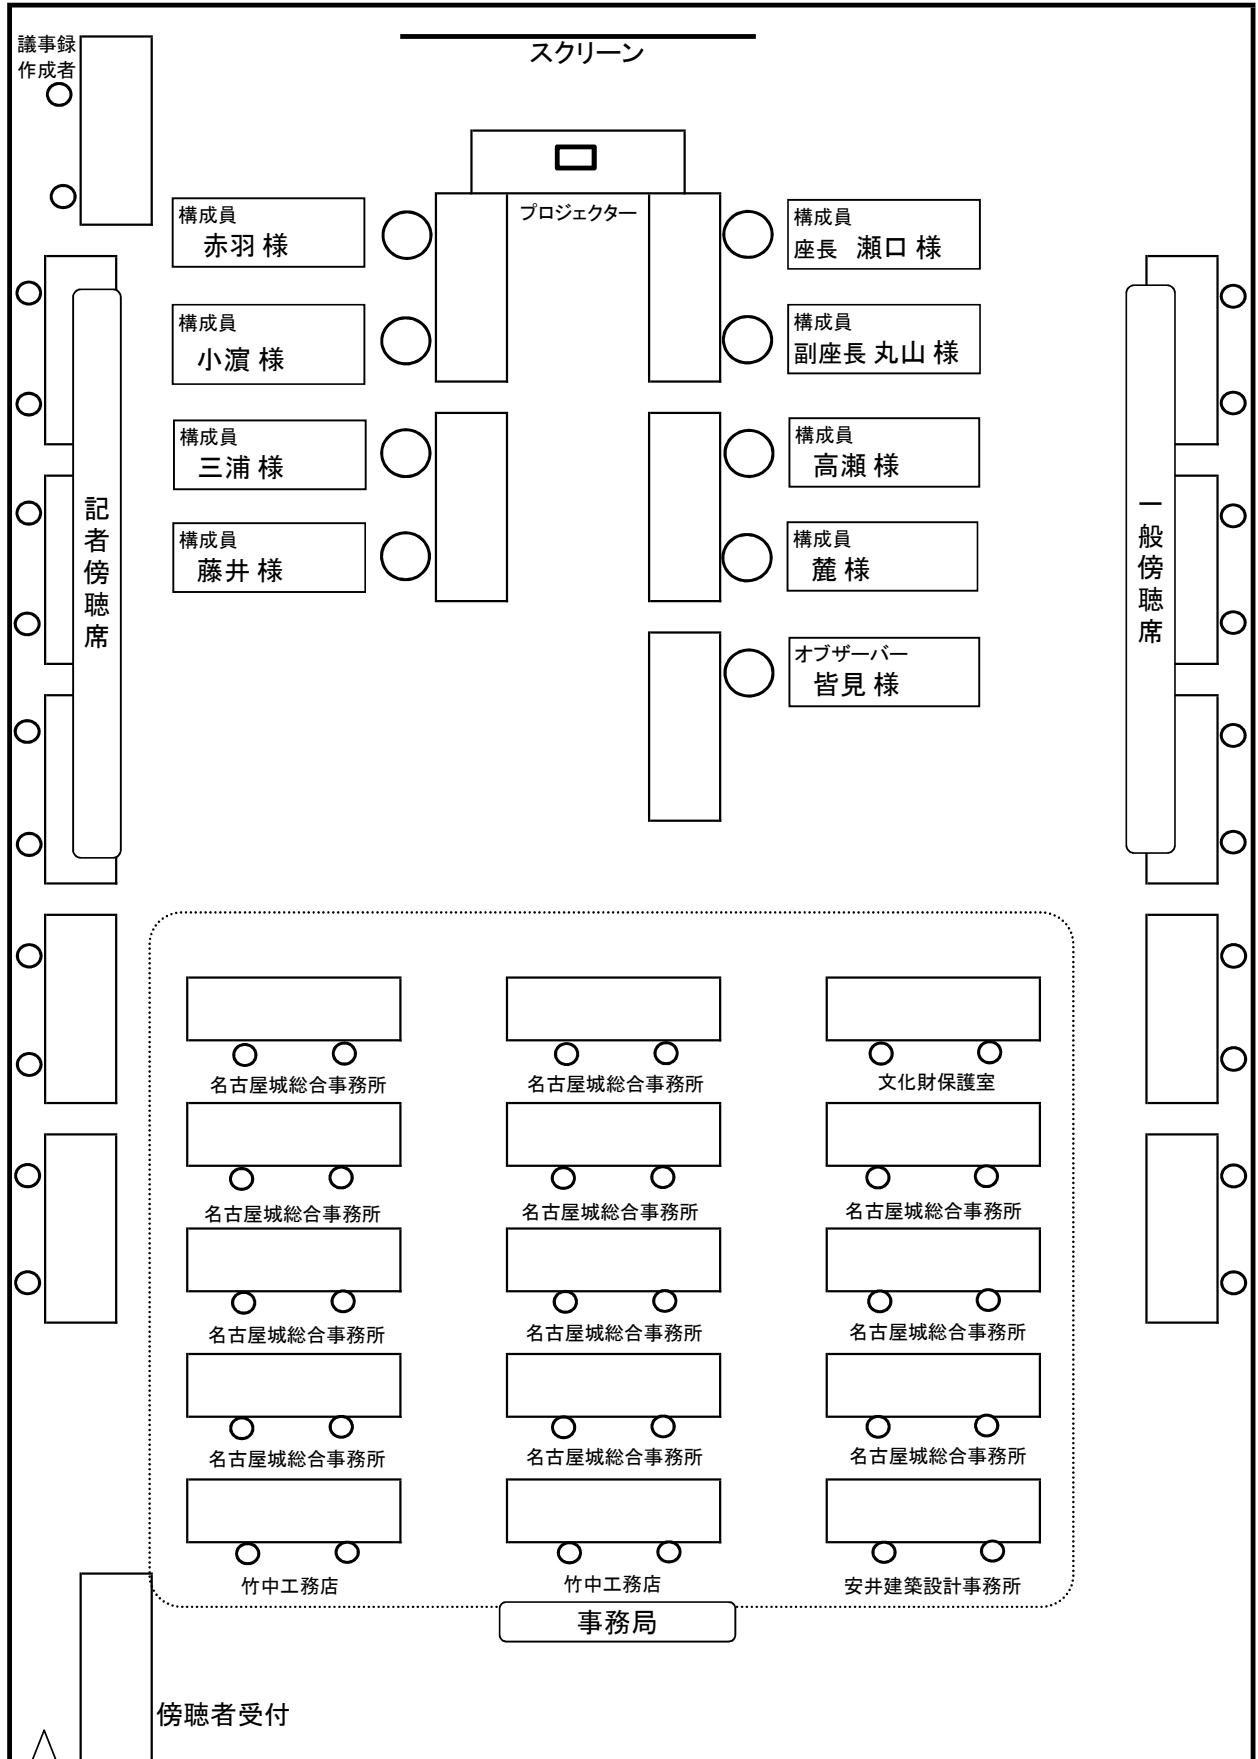 議事録
作成者
スクリーン
プロジェクター
構成員
赤羽 様
構成員
座長 瀬口 様
構成員
小濵 様
構成員
副座長 丸山 様
構成員
三浦 様
構成員
高瀬 様
構成員
藤井 様
構成員
麓 様
オブザーバー
皆見 様
記者傍聴席
一般傍聴席
名古屋城総合事務所
名古屋城総合事務所
文化財保護室
名古屋城総合事務所
名古屋城総合事務所
名古屋城総合事務所
名古屋城総合事務所
名古屋城総合事務所
名古屋城総合事務所
名古屋城総合事務所
名古屋城総合事務所
名古屋城総合事務所
竹中工務店
竹中工務店
安井建築設計事務所
事務局
傍聴者受付